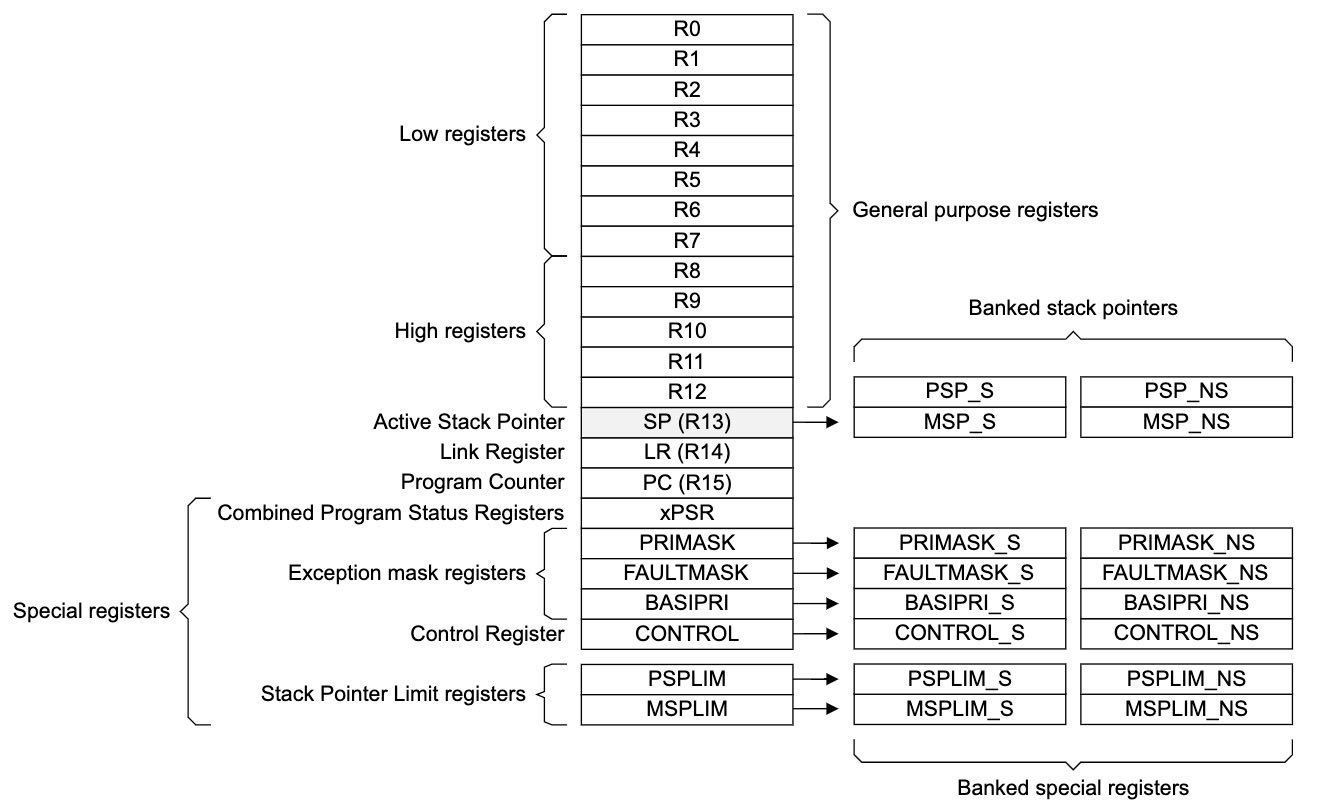 R0
R1
R2
R3
Low registers
R4
R5
R6
General purpose registers
R7
R8
R9
Banked stack pointers
High registers
R10
R11
R12
PSP_S
PSP_NS
Active Stack Pointer
SP (R13)
MSP_S
MSP_NS
Link Register
LR (R14)
Program Counter
PC (R15)
Combined Program Status Registers
xPSR
PRIMASK
PRIMASK_S
PRIMASK_NS
Exception mask registers
FAULTMASK
FAULTMASK_S
FAULTMASK_NS
Special registers
BASIPRI
BASIPRI_S
BASIPRI_NS
Control Register
CONTROL
CONTROL_S
CONTROL_NS
Stack Pointer Limit registers
PSPLIM
PSPLIM_S
PSPLIM_NS
MSPLIM
MSPLIM_S
MSPLIM_NS
Banked special registers